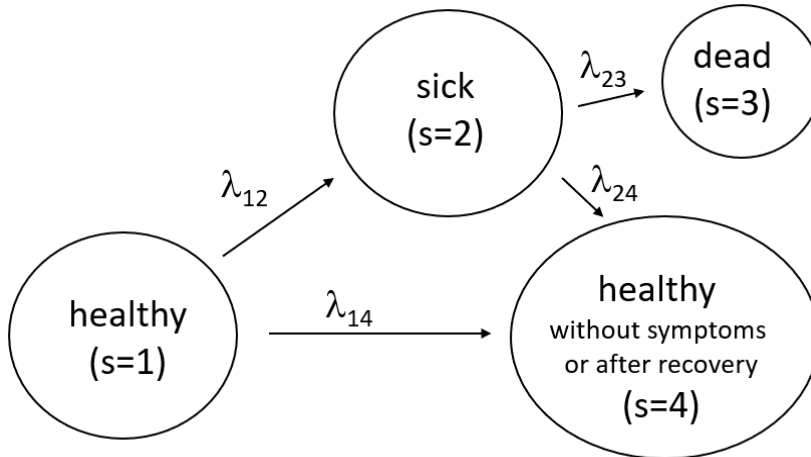 dead
(s=3)
λ23
sick
(s=2)
λ24
λ12
healthy
(s=1)
λ14
healthy
without symptoms
or after recovery
(s=4)